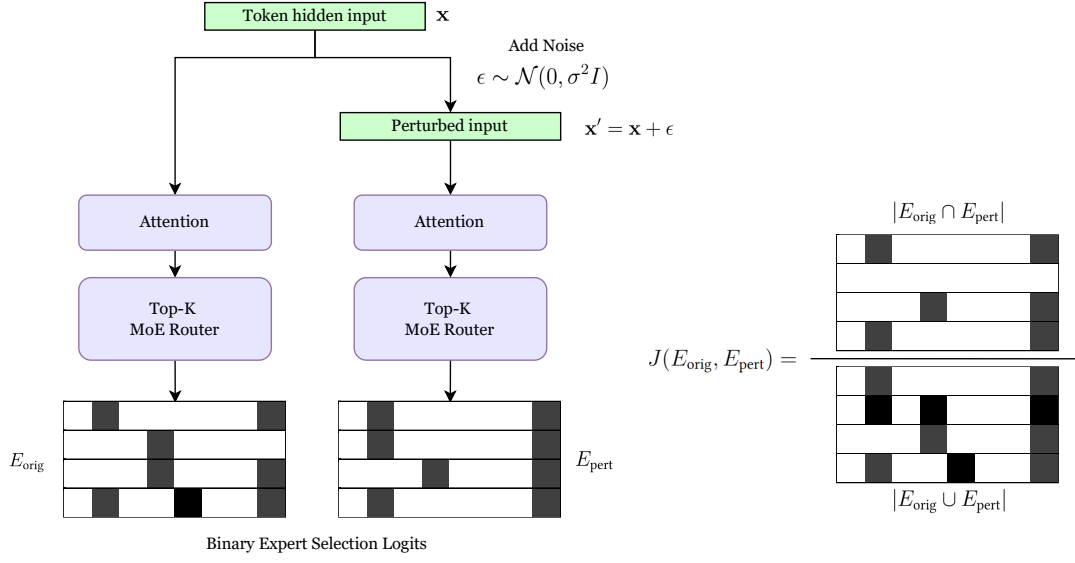 Token hidden input x
Add Noise
ϵ ∼ 𝒩(0, σ²I)
Perturbed input x′ = x + ϵ
Attention Attention
Top-K
MoE Router
Top-K
MoE Router
|E_orig ∩ E_pert|
J(E_orig, E_pert) =
E_orig
E_pert
|E_orig ∪ E_pert|
Binary Expert Selection Logits